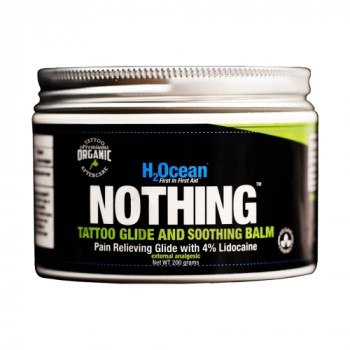 TATTOO
Premium
ORGANIC
AFTERCARE
H2Ocean®
First in First Aid
NOTHING™
TATTOO GLIDE AND SOOTHING BALM
Pain Relieving Glide with 4% Lidocaine
external analgesic
Net WT 200 grams